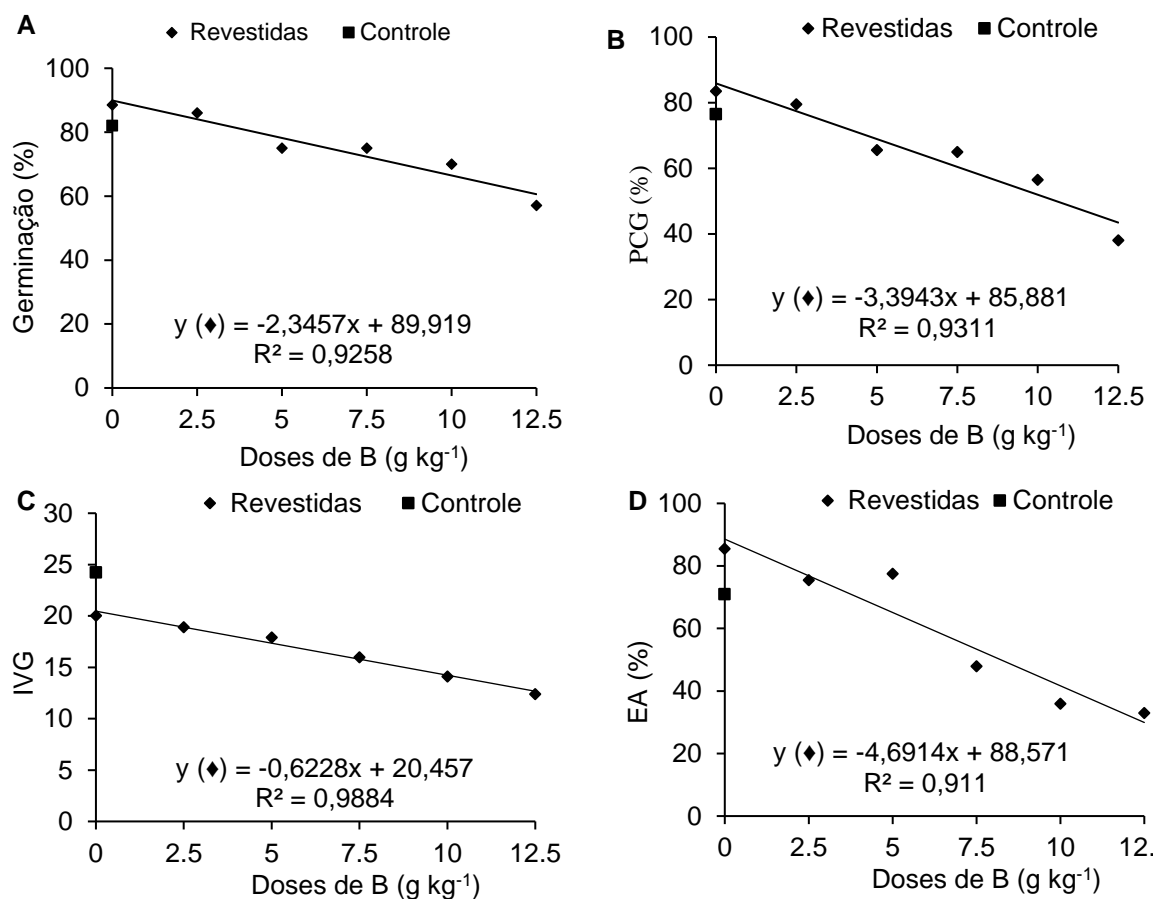 A
◆ Revestidas ■ Controle
100
80
60
40
20
0
Germinação (%)
y (♦) = -2,3457x + 89,919
R² = 0,9258
0 2.5 5 7.5 10 12.5
Doses de B (g kg⁻¹)
B
◆ Revestidas ■ Controle
100
80
60
40
20
0
PCG (%)
y (♦) = -3,3943x + 85,881
R² = 0,9311
0 2.5 5 7.5 10 12.5
Doses de B (g kg⁻¹)
C
◆ Revestidas ■ Controle
30
25
20
15
10
5
0
IVG
y (♦) = -0,6228x + 20,457
R² = 0,9884
0 2.5 5 7.5 10 12.5
Doses de B (g kg⁻¹)
D
◆ Revestidas ■ Controle
100
80
60
40
20
0
EA (%)
y (♦) = -4,6914x + 88,571
R² = 0,911
0 2.5 5 7.5 10 12.
Doses de B (g kg⁻¹)